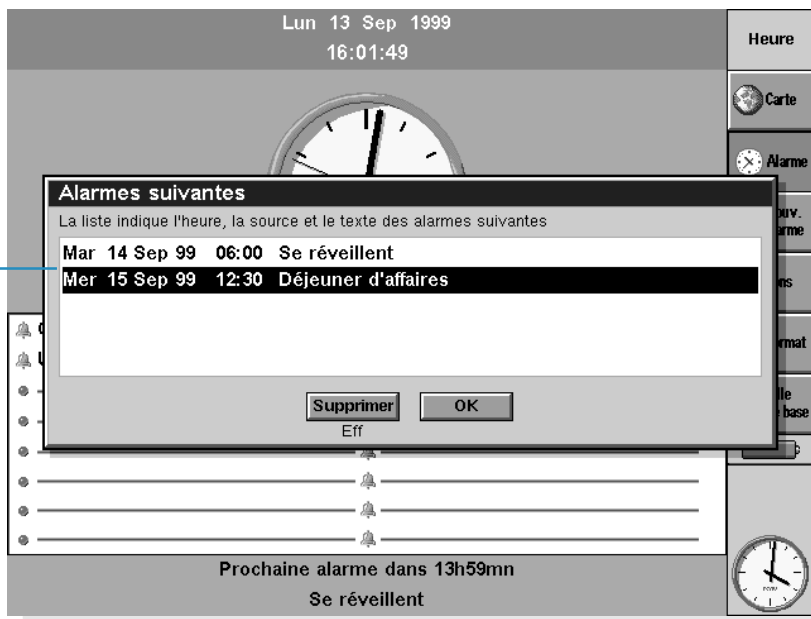 Lun 13 Sep 1999
16:01:49
Heure
Carte
Alarme
Alarmes suivantes
La liste indique l'heure, la source et le texte des alarmes suivantes
Mar 14 Sep 99 06:00 Se réveillent
Mer 15 Sep 99 12:30 Déjeuner d'affaires
Supprimer
OK
Eff
base
Prochaine alarme dans 13h59mn
Se réveillent